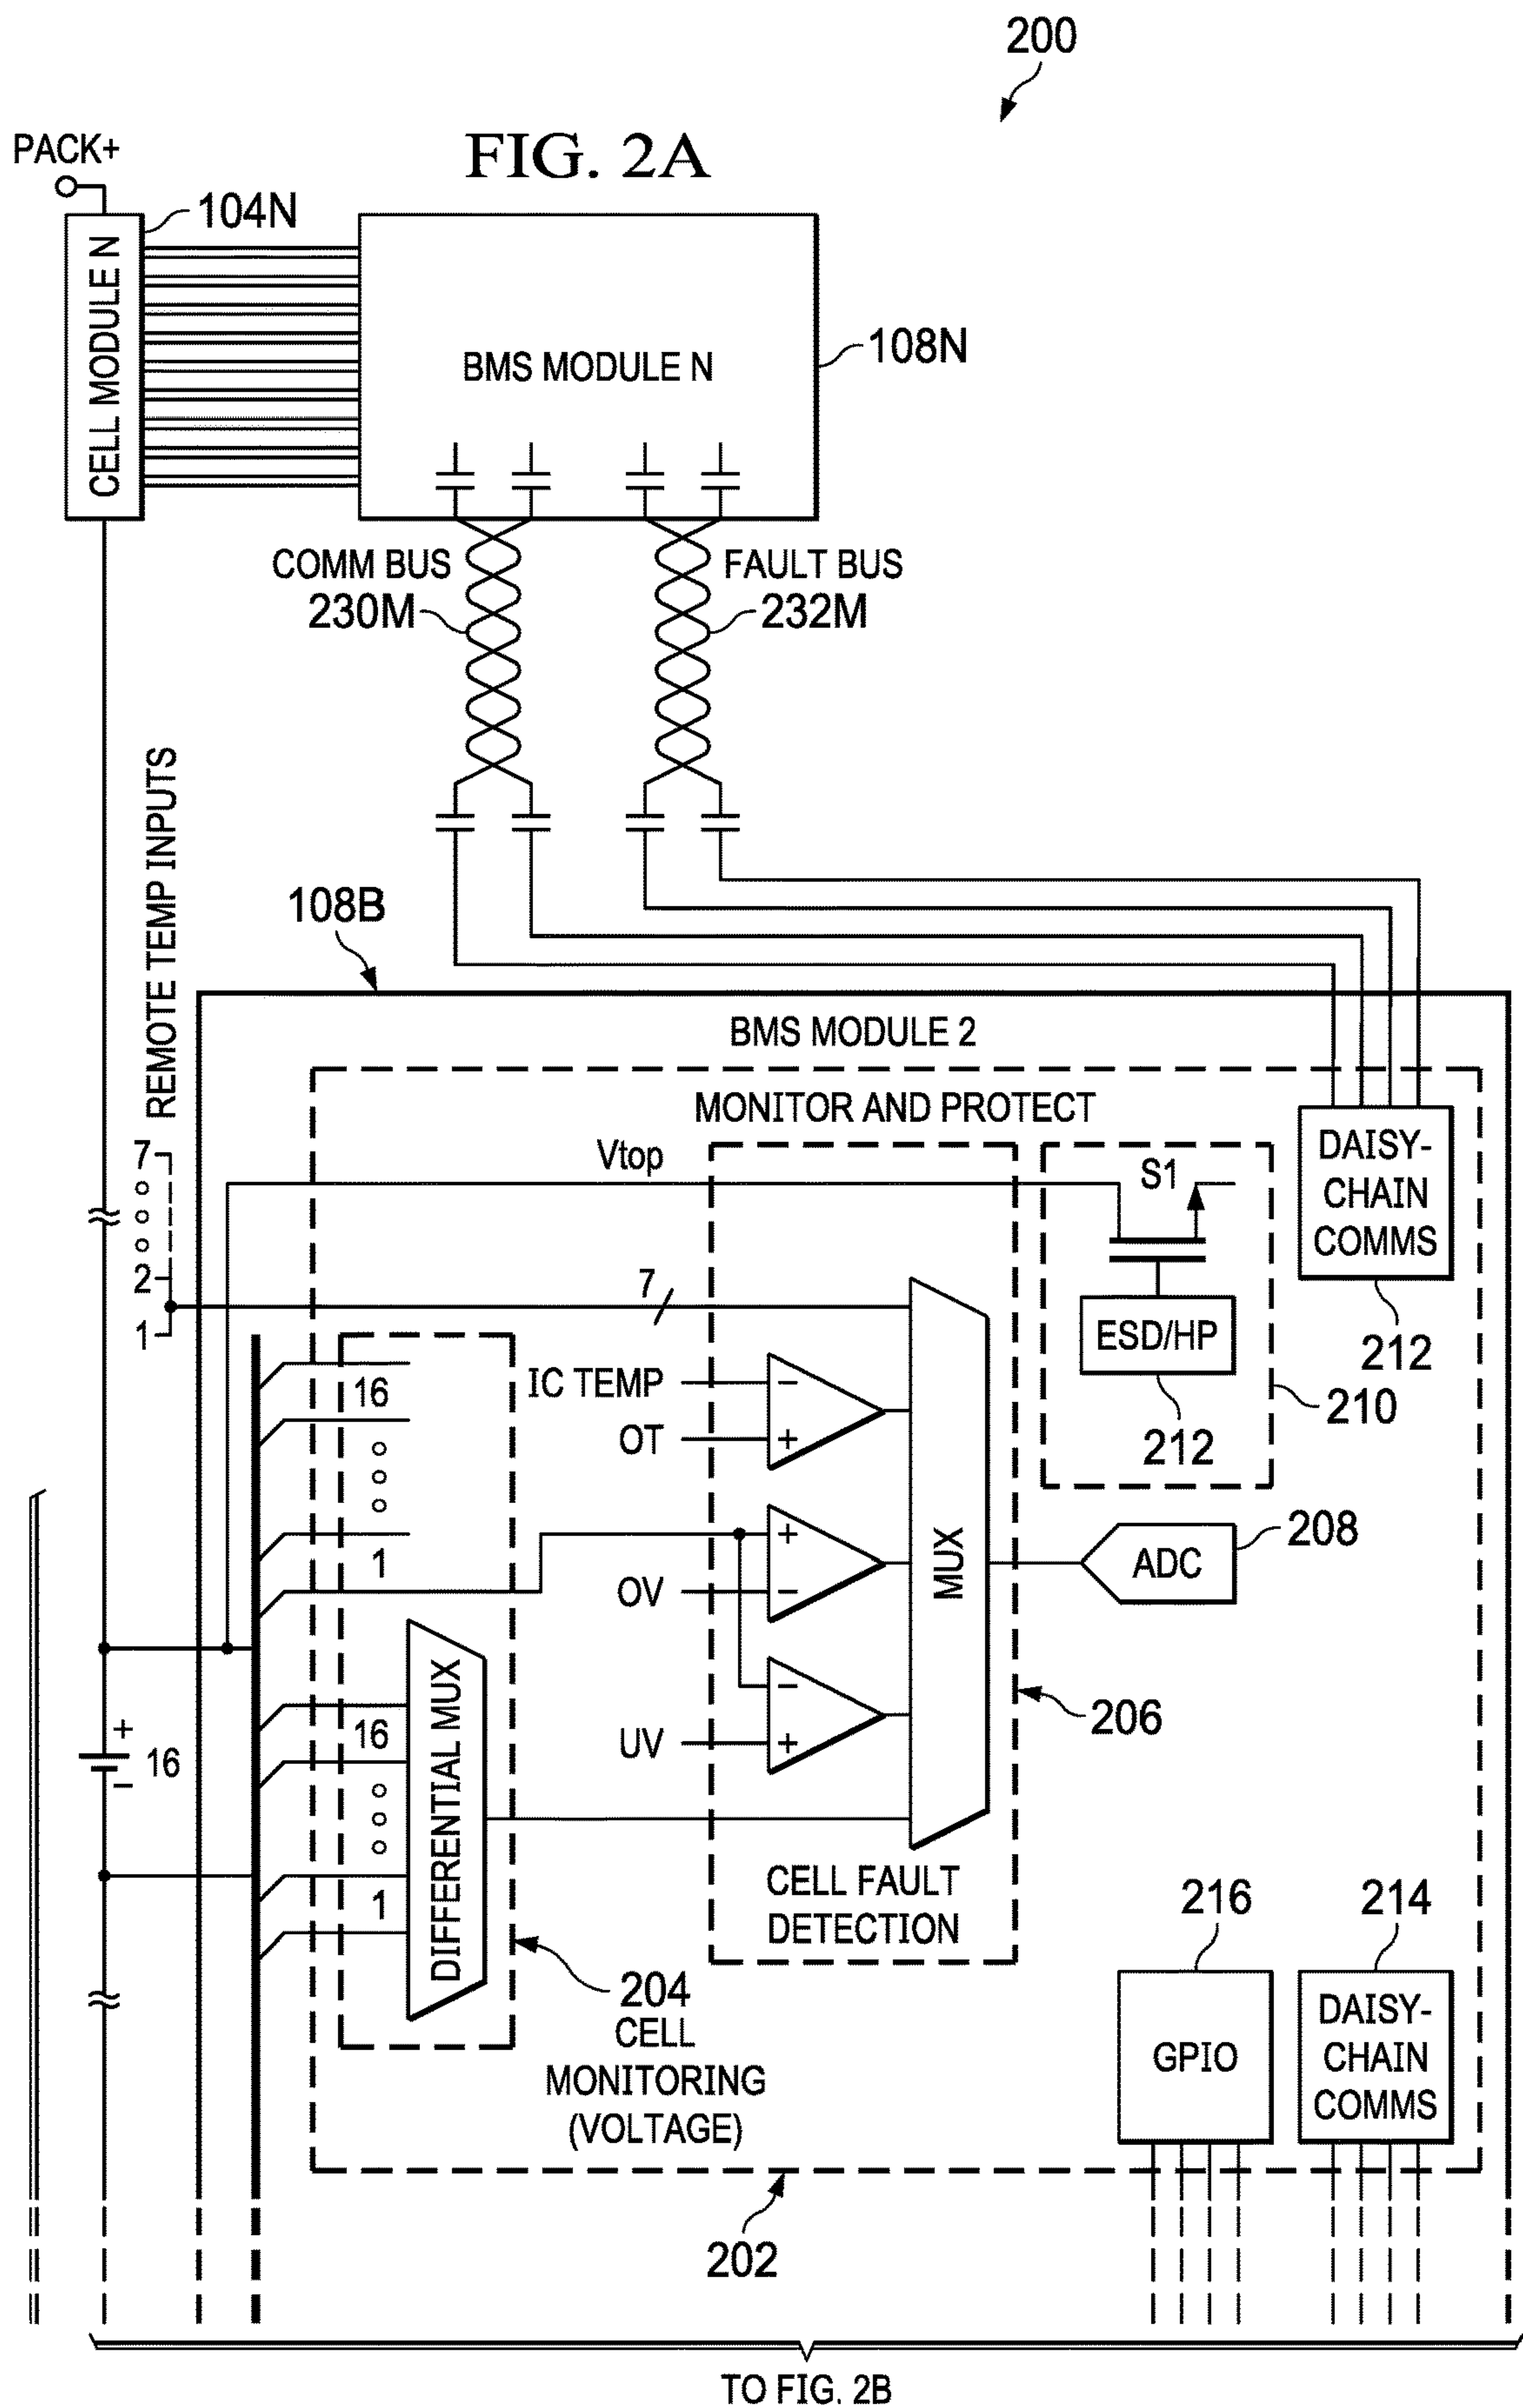 200
PACK+
FIG. 2A
104N
CELL MODULE N
BMS MODULE N
108N
COMM BUS
230M
FAULT BUS
232M
REMOTE TEMP INPUTS
108B
BMS MODULE 2
MONITOR AND PROTECT
7
2
1
Vtop
S1
DAISY-
CHAIN
COMMS
212
7
ESD/HP
212
210
16
1
IC TEMP
OT
-
+
OV
+
-
UV
-
+
MUX
ADC
208
206
+
16
-
16
1
DIFFERENTIAL MUX
CELL FAULT
DETECTION
204
CELL
MONITORING
(VOLTAGE)
216
GPIO
214
DAISY-
CHAIN
COMMS
202
TO FIG. 2B